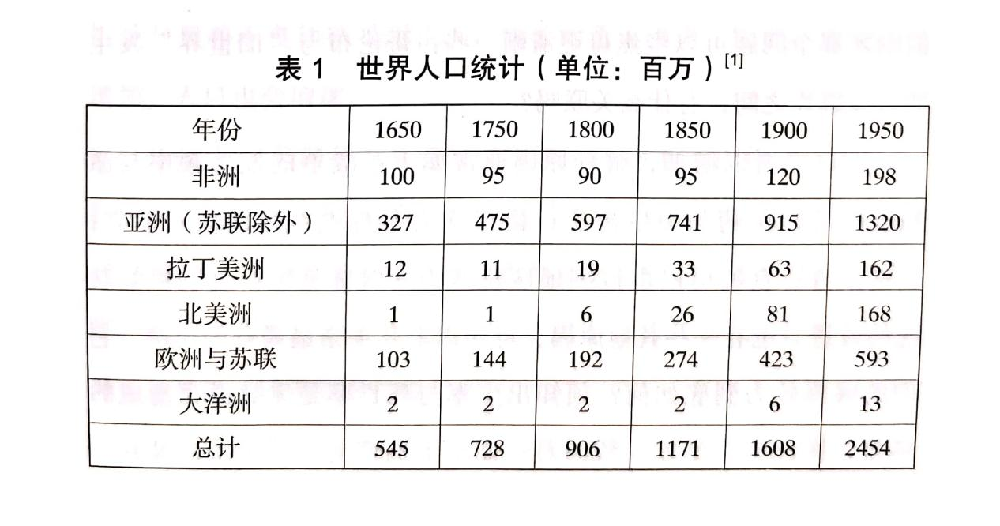 表 1 世界人口统计（单位：百万）[1]
年份 1650 1750 1800 1850 1900 1950
非洲 100 95 90 95 120 198
亚洲（苏联除外） 327 475 597 741 915 1320
拉丁美洲 12 11 19 33 63 162
北美洲 1 1 6 26 81 168
欧洲与苏联 103 144 192 274 423 593
大洋洲 2 2 2 2 6 13
总计 545 728 906 1171 1608 2454